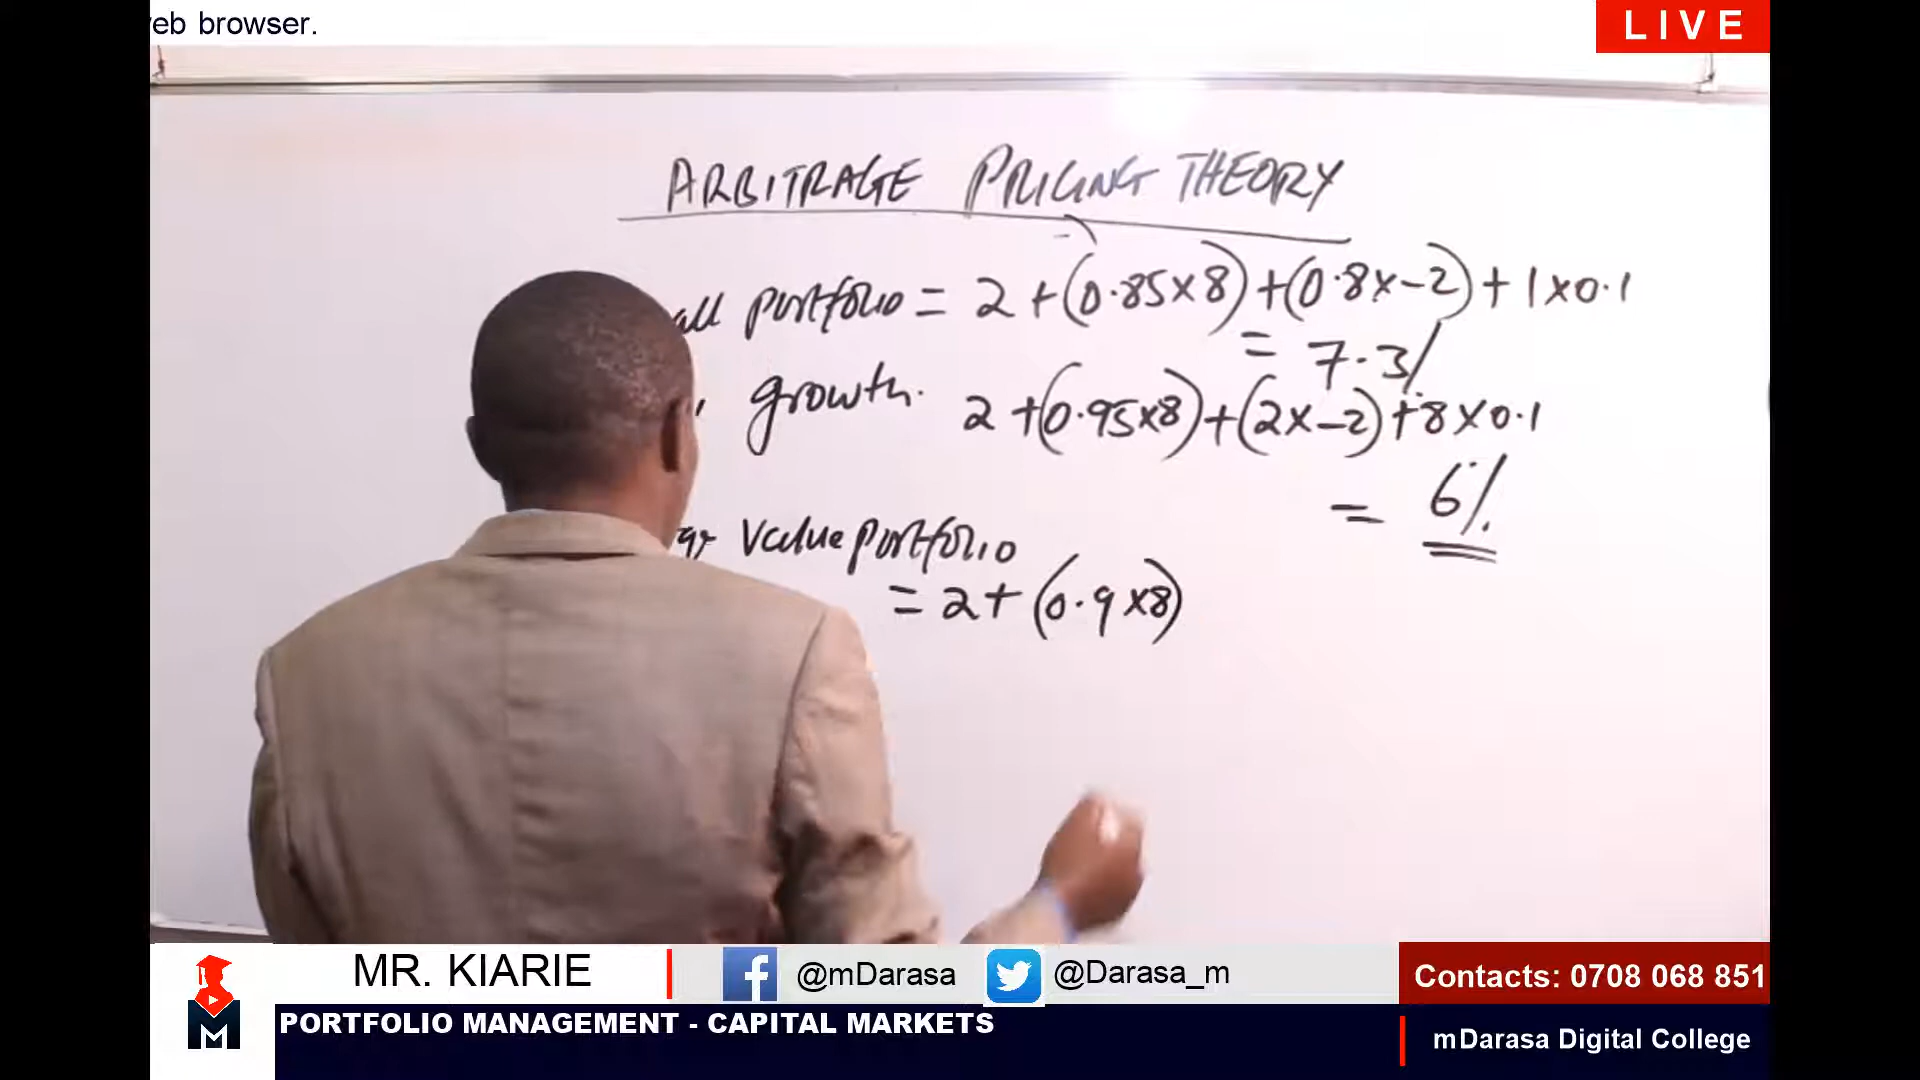 eb browser.
LIVE
ARBITRAGE PRICING THEORY
all portfolio = 2 + (0.85x8) + (0.8x-2) + 1x0.1
= 7.3/
growth. 2 + (0.95x8) + (2x-2) + 8x0.1
= 6%
Value portfolio
= 2 + (0.9x8)
MR. KIARIE
@mDarasa
@Darasa_m
Contacts: 0708 068 851
M
PORTFOLIO MANAGEMENT - CAPITAL MARKETS
mDarasa Digital College